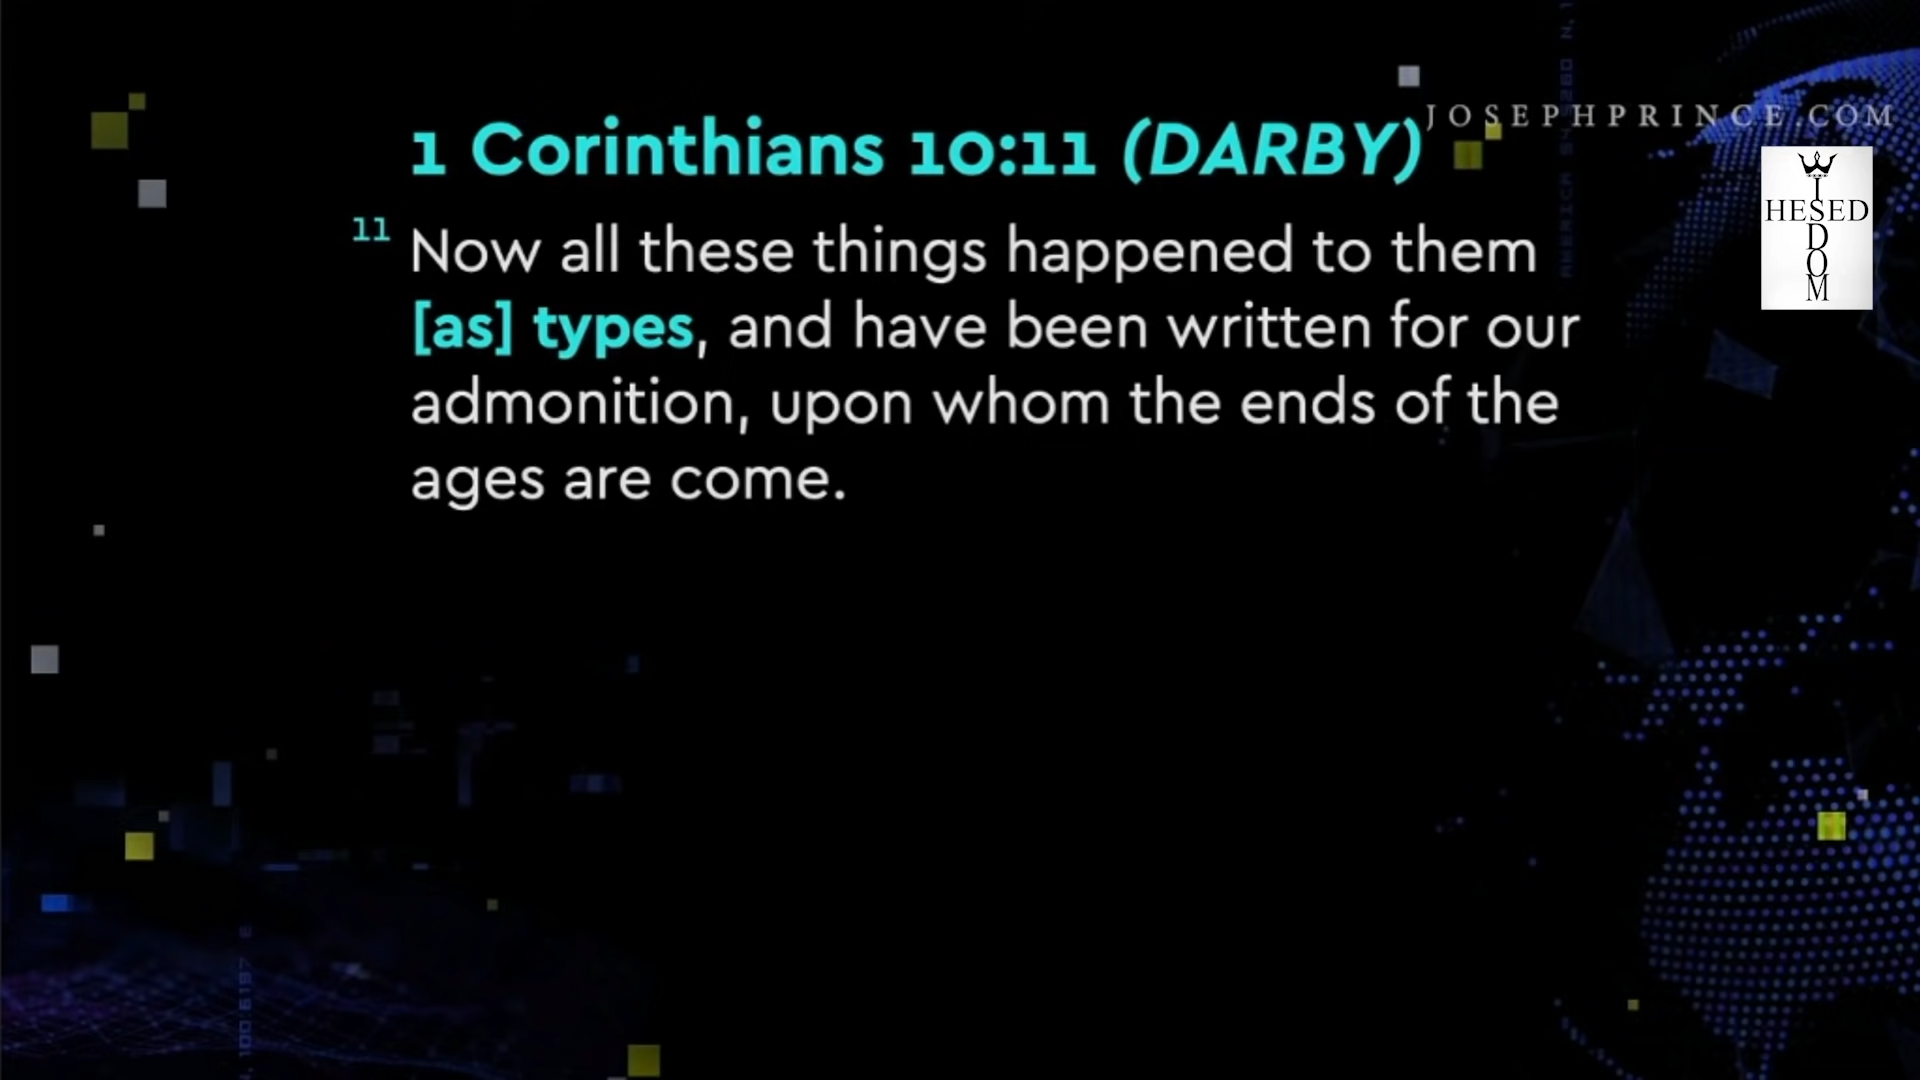 JOSEPHPRINCE.COM
1 Corinthians 10:11 (DARBY)
11 Now all these things happened to them
[as] types, and have been written for our
admonition, upon whom the ends of the
ages are come.
HESED
WISDOM